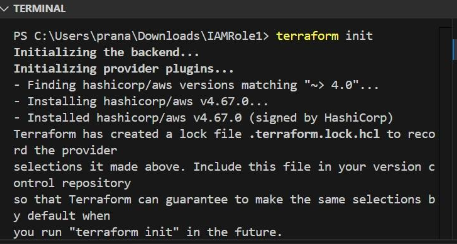 TERMINAL
PS C:\Users\prana\Downloads\IAMRole1> terraform init
Initializing the backend...
Initializing provider plugins...
- Finding hashicorp/aws versions matching "~> 4.0"...
- Installing hashicorp/aws v4.67.0...
- Installed hashicorp/aws v4.67.0 (signed by HashiCorp)
Terraform has created a lock file .terraform.lock.hcl to reco
rd the provider
selections it made above. Include this file in your version c
ontrol repository
so that Terraform can guarantee to make the same selections b
y default when
you run "terraform init" in the future.